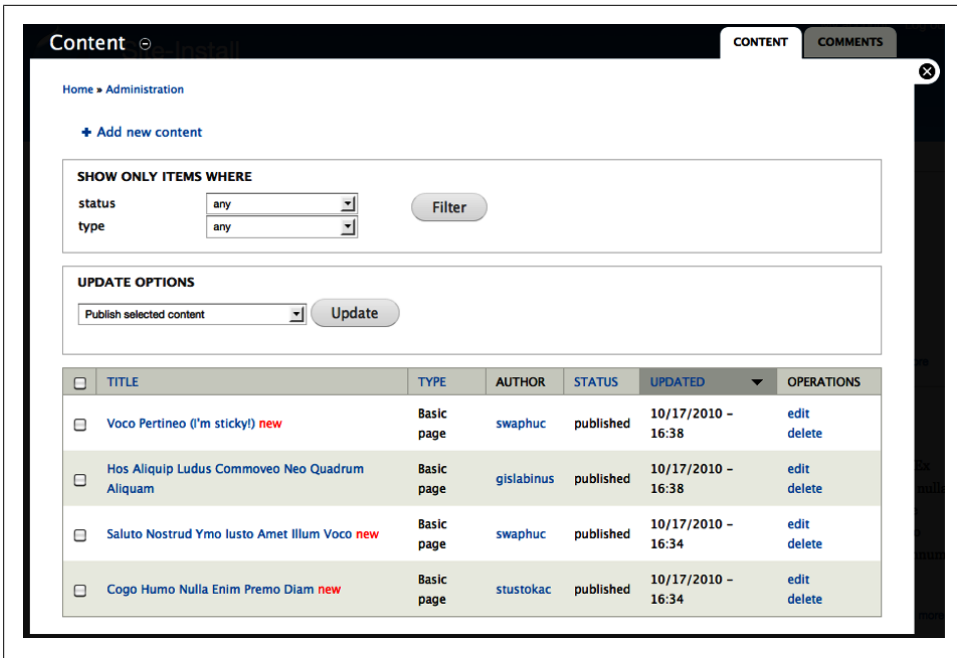 Content
Site-Install
CONTENT
COMMENTS
Home » Administration
+ Add new content
SHOW ONLY ITEMS WHERE
status any
type any
Filter
UPDATE OPTIONS
Publish selected content
Update
TITLE TYPE AUTHOR STATUS UPDATED OPERATIONS
Voco Pertineo (I'm sticky!) new Basic page swaphuc published 10/17/2010 – 16:38 edit delete
Hos Aliquip Ludus Commoveo Neo Quadrum Aliquam Basic page gislabinus published 10/17/2010 – 16:38 edit delete
Saluto Nostrud Ymo Iusto Amet Illum Voco new Basic page swaphuc published 10/17/2010 – 16:34 edit delete
Cogo Humo Nulla Enim Premo Diam new Basic page stustokac published 10/17/2010 – 16:34 edit delete